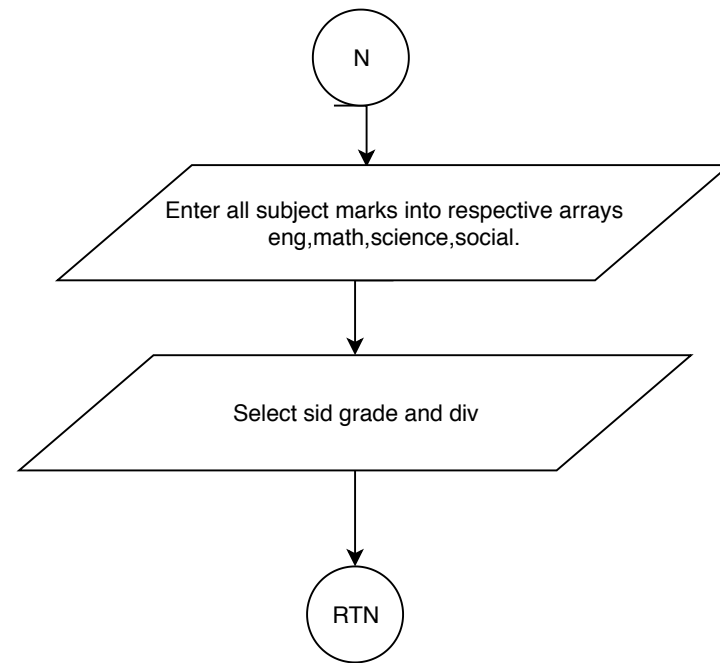 N
Enter all subject marks into respective arrays
eng,math,science,social.
Select sid grade and div
RTN